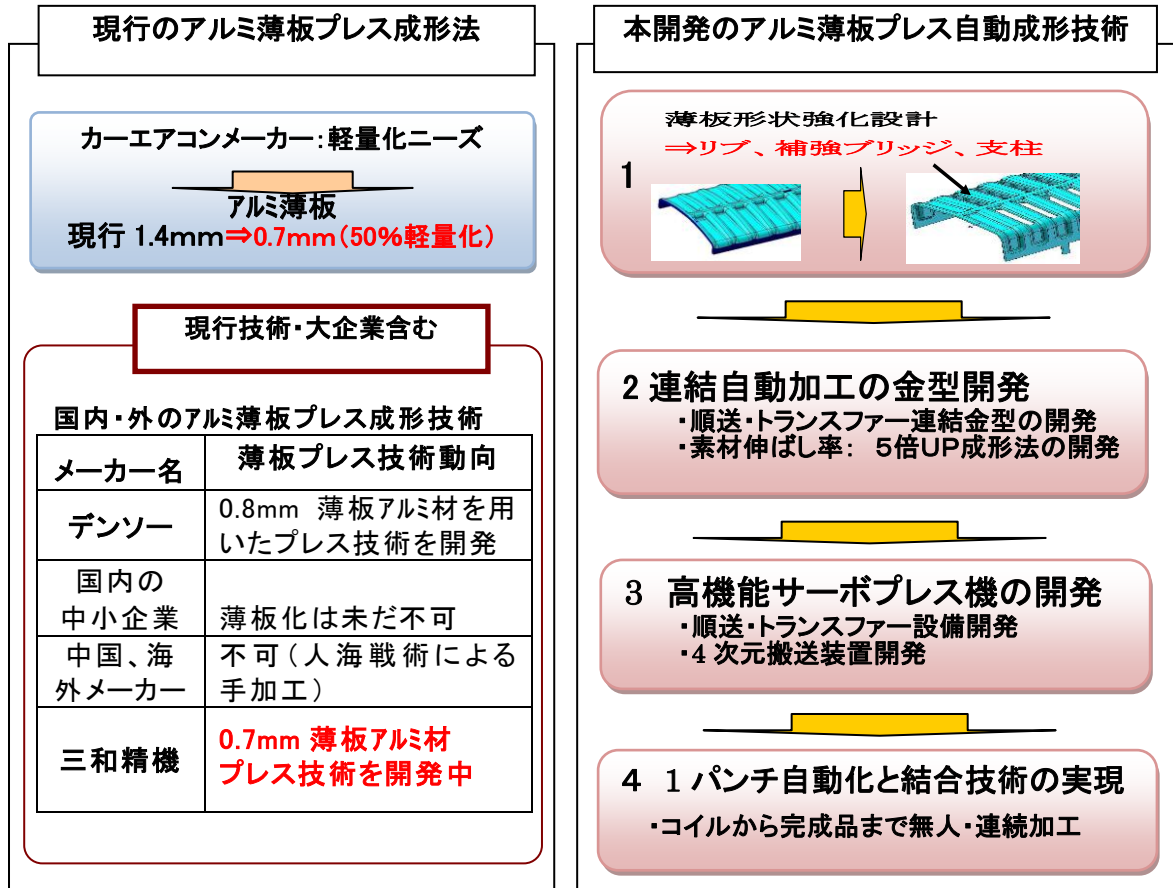 現行のアルミ薄板プレス成形法
カーエアコンメーカー：軽量化ニーズ
アルミ薄板
現行 1.4mm⇒0.7mm（50%軽量化）
現行技術・大企業含む
国内・外のアルミ薄板プレス成形技術
メーカー名
薄板プレス技術動向
デンソー
0.8mm 薄板アルミ材を用
いたプレス技術を開発
国内の
中小企業
薄板化は未だ不可
中国、海
外メーカー
不可（人海戦術による
手加工）
三和精機
0.7mm 薄板アルミ材
プレス技術を開発中
本開発のアルミ薄板プレス自動成形技術
薄板形状強化設計
⇒リブ、補強ブリッジ、支柱
1
2 連結自動加工の金型開発
・順送・トランスファー連結金型の開発
・素材伸ばし率： 5倍UP成形法の開発
3 高機能サーボプレス機の開発
・順送・トランスファー設備開発
・4 次元搬送装置開発
4 1 パンチ自動化と結合技術の実現
・コイルから完成品まで無人・連続加工